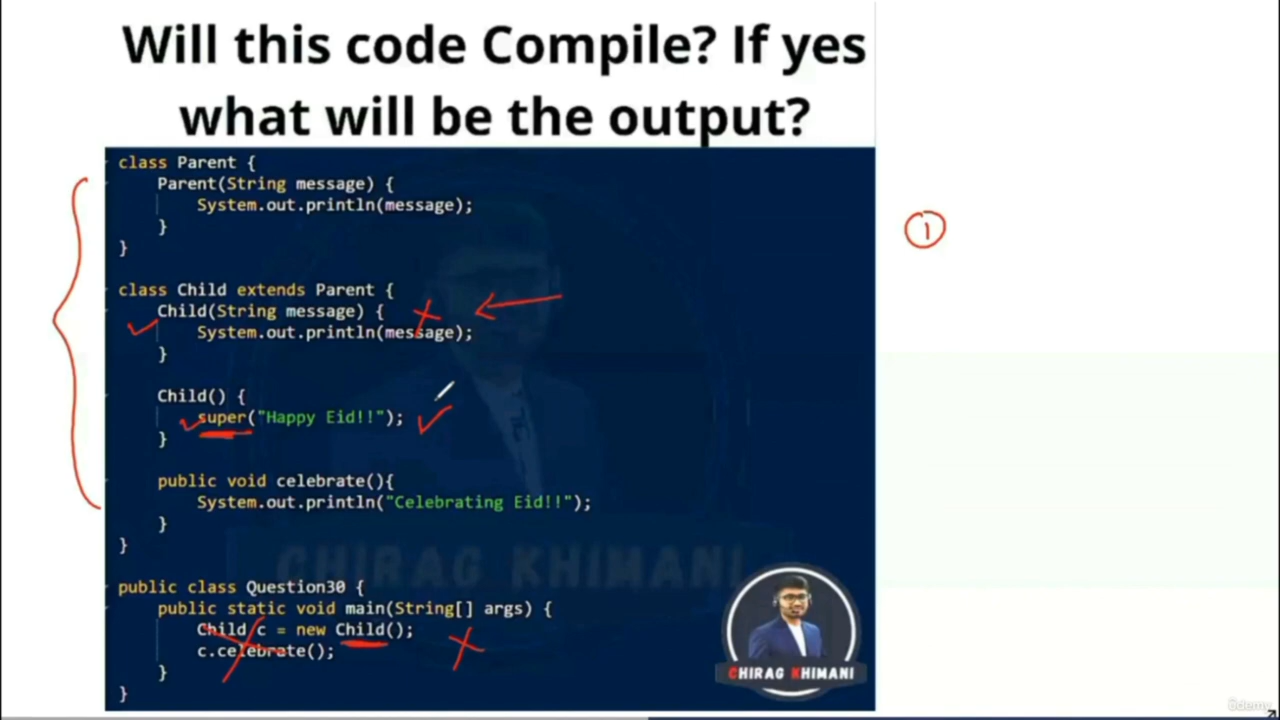 Will this code Compile? If yes
what will be the output?
class Parent {
Parent(String message) {
System.out.println(message);
}
}
class Child extends Parent {
Child(String message) {
System.out.println(message);
}
Child() {
super("Happy Eid!!");
}
public void celebrate(){
System.out.println("Celebrating Eid!!");
}
}
public class Question30 {
public static void main(String[] args) {
Child c = new Child();
c.celebrate();
}
}
1
CHIRAG KHIMANI
CHIRAG KHIMANI
ûdemy